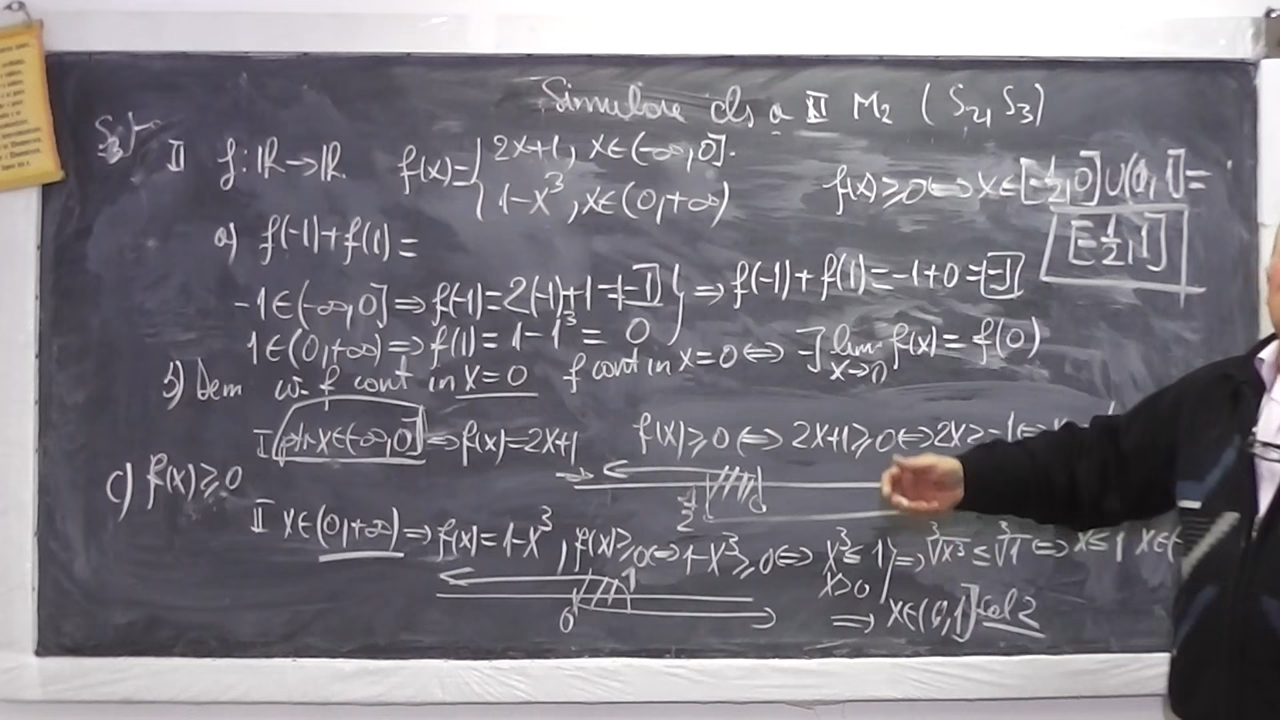 Simulare cls a XII M2 (S2, S3)
II f: ℝ→ℝ. f(x)={2x+1, x∈(-∞,0].
1-x³, x∈(0,+∞)
f(x)≥0⇔x∈[-1/2,0]∪(0,1]=
[-1/2,1]
a) f(-1)+f(1)=
-1∈(-∞,0]⇒f(-1)=2(-1)+1=-1
1∈(0,+∞)⇒f(1)=1-1³=0
}⇒f(-1)+f(1)=-1+0=-1
b) Dem că f cont in x=0 f cont in x=0⇔∃lim x→0 f(x)=f(0)
c) f(x)≥0
I ptr x∈(-∞,0]⇒f(x)=2x+1
f(x)≥0⇔2x+1≥0⇔2x≥-1⇔x
-1/2
II x∈(0,+∞)⇒f(x)=1-x³, f(x)≥0⇔1-x³≥0⇔x³≤1}⇒∛x³≤∛1⇔x≤1 x∈(-
x>0
0 1
⇒x∈(0,1] Sol 2